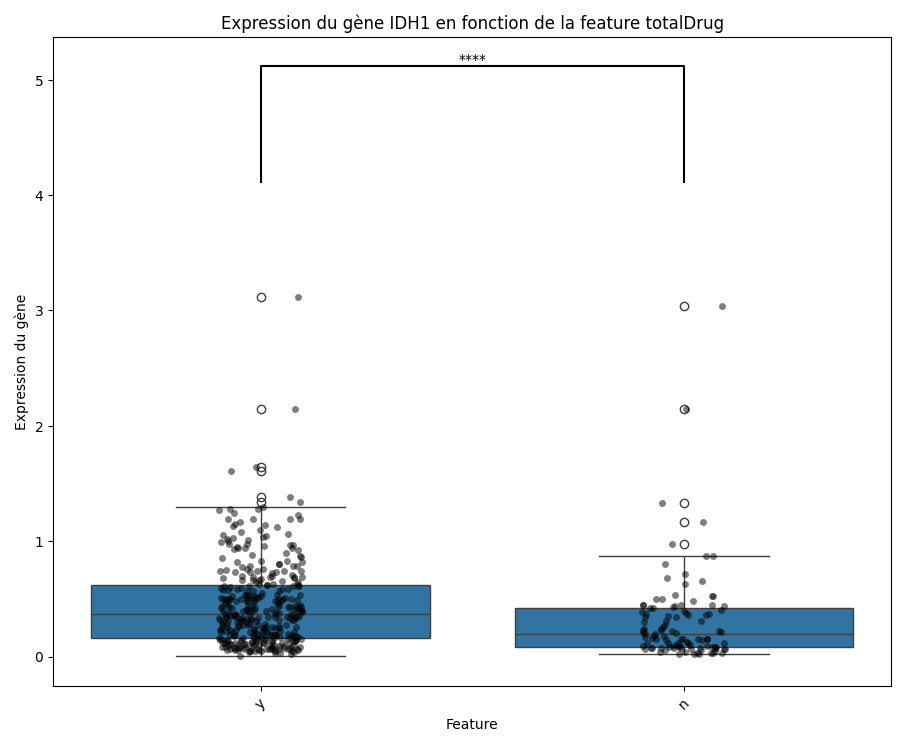 Expression du gène IDH1 en fonction de la feature totalDrug
****
5
4
3
2
1
0
Expression du gène
y
n
Feature